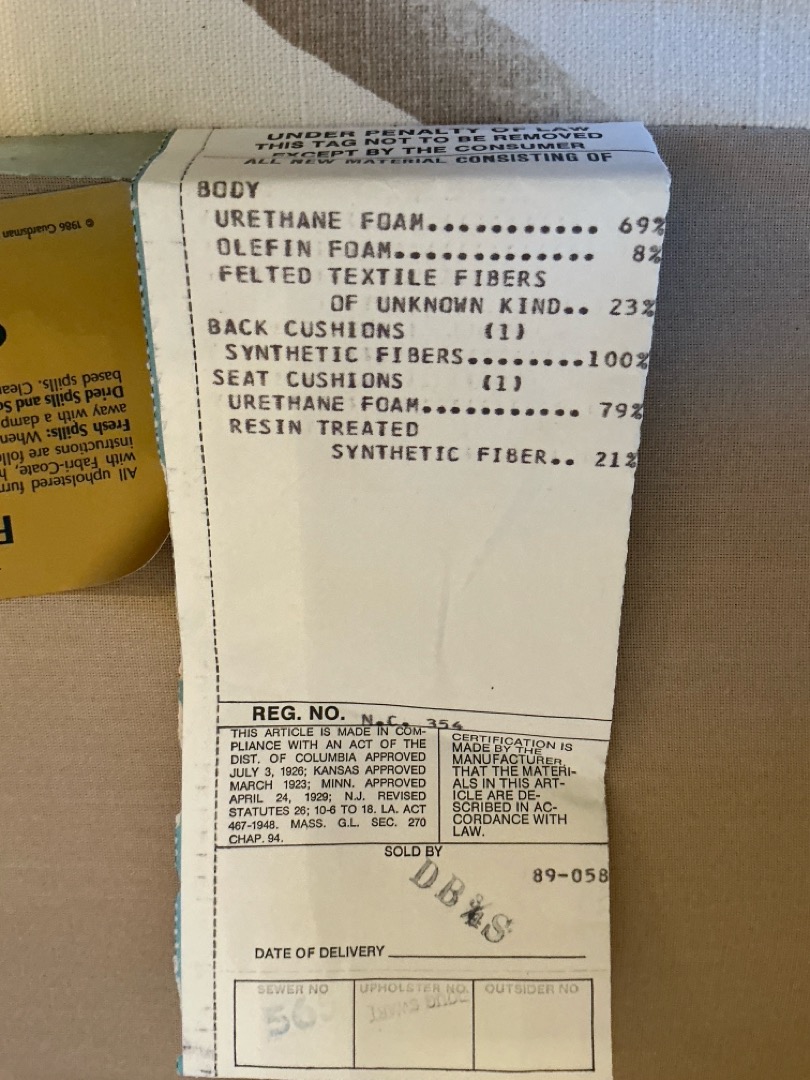 UNDER PENALTY OF LAW
THIS TAG NOT TO BE REMOVED
EXCEPT BY THE CONSUMER
ALL NEW MATERIAL CONSISTING OF
BODY
URETHANE FOAM............ 69%
OLEFIN FOAM.............. 8%
FELTED TEXTILE FIBERS
OF UNKNOWN KIND.. 23%
BACK CUSHIONS (1)
SYNTHETIC FIBERS........100%
SEAT CUSHIONS (1)
URETHANE FOAM........... 79%
RESIN TREATED
SYNTHETIC FIBER.. 21%
REG. NO. N.C. 354
THIS ARTICLE IS MADE IN COM-
PLIANCE WITH AN ACT OF THE
DIST. OF COLUMBIA APPROVED
JULY 3, 1926; KANSAS APPROVED
MARCH 1923; MINN. APPROVED
APRIL 24, 1929; N.J. REVISED
STATUTES 26; 10-6 TO 18. LA. ACT
467-1948. MASS. G.L. SEC. 270
CHAP. 94.
CERTIFICATION IS
MADE BY THE
MANUFACTURER
THAT THE MATERI-
ALS IN THIS ART-
ICLE ARE DE-
SCRIBED IN AC-
CORDANCE WITH
LAW.
SOLD BY
89-058
DATE OF DELIVERY
SEWER NO
UPHOLSTER NO.
OUTSIDER NO
© 1986 Guardsman
All upholstered
with Fabri-Coate,
instructions are
Fresh Spills: When
away with a
Dried Spills and
based spills.